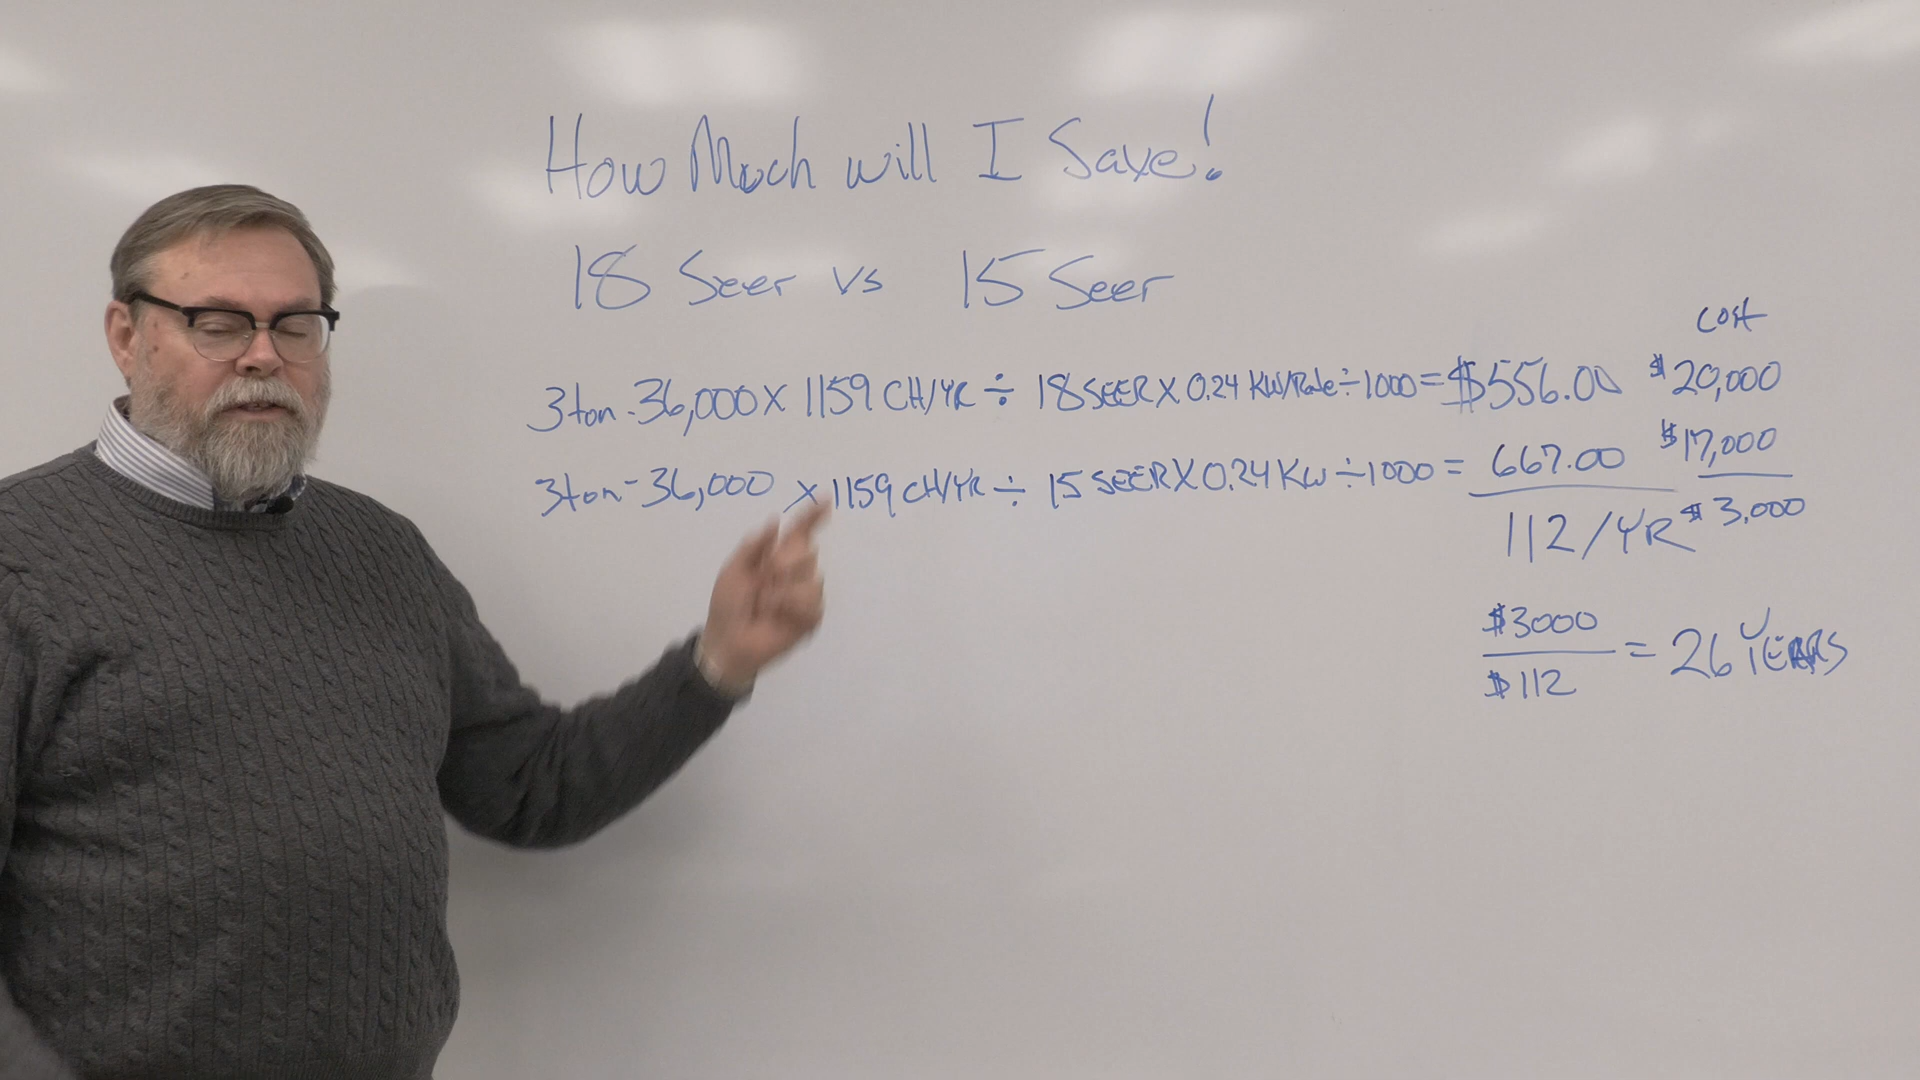 How Much will I Save!
18 Seer vs 15 Seer
COST
3ton-36,000 X 1159 CH/YR ÷ 18 SEER X 0.24 KW/Rate ÷ 1000 = $556.00 $20,000
3ton-36,000 X 1159 CH/YR ÷ 15 SEER X 0.24 KW ÷ 1000 = 667.00 $17,000
112/YR $3,000
$3000
= 26 YEARS
$112